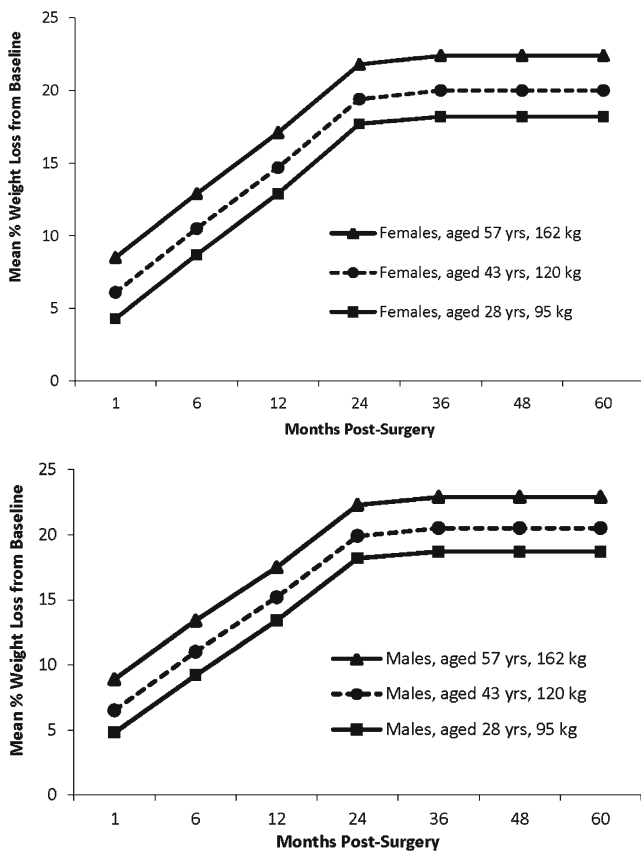 25
20
15
10
5
0
Mean % Weight Loss from Baseline
Females, aged 57 yrs, 162 kg
Females, aged 43 yrs, 120 kg
Females, aged 28 yrs, 95 kg
1 6 12 24 36 48 60
Months Post-Surgery
25
20
15
10
5
0
Mean % Weight Loss from Baseline
Males, aged 57 yrs, 162 kg
Males, aged 43 yrs, 120 kg
Males, aged 28 yrs, 95 kg
1 6 12 24 36 48 60
Months Post-Surgery